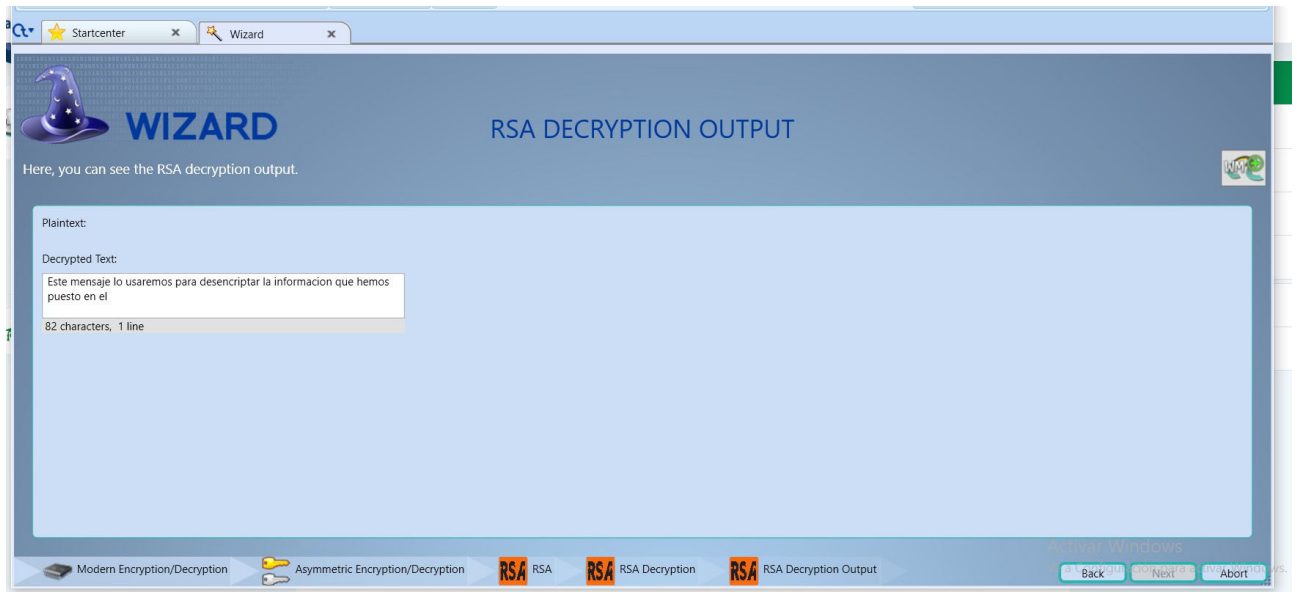 Startcenter x Wizard x
WIZARD
RSA DECRYPTION OUTPUT
Here, you can see the RSA decryption output.
Plaintext:
Decrypted Text:
Este mensaje lo usaremos para desencriptar la informacion que hemos
puesto en el
82 characters, 1 line
Activar Windows
Modern Encryption/Decryption Asymmetric Encryption/Decryption RSA RSA RSA RSA Decryption RSA RSA Decryption Output
Back Next Abort